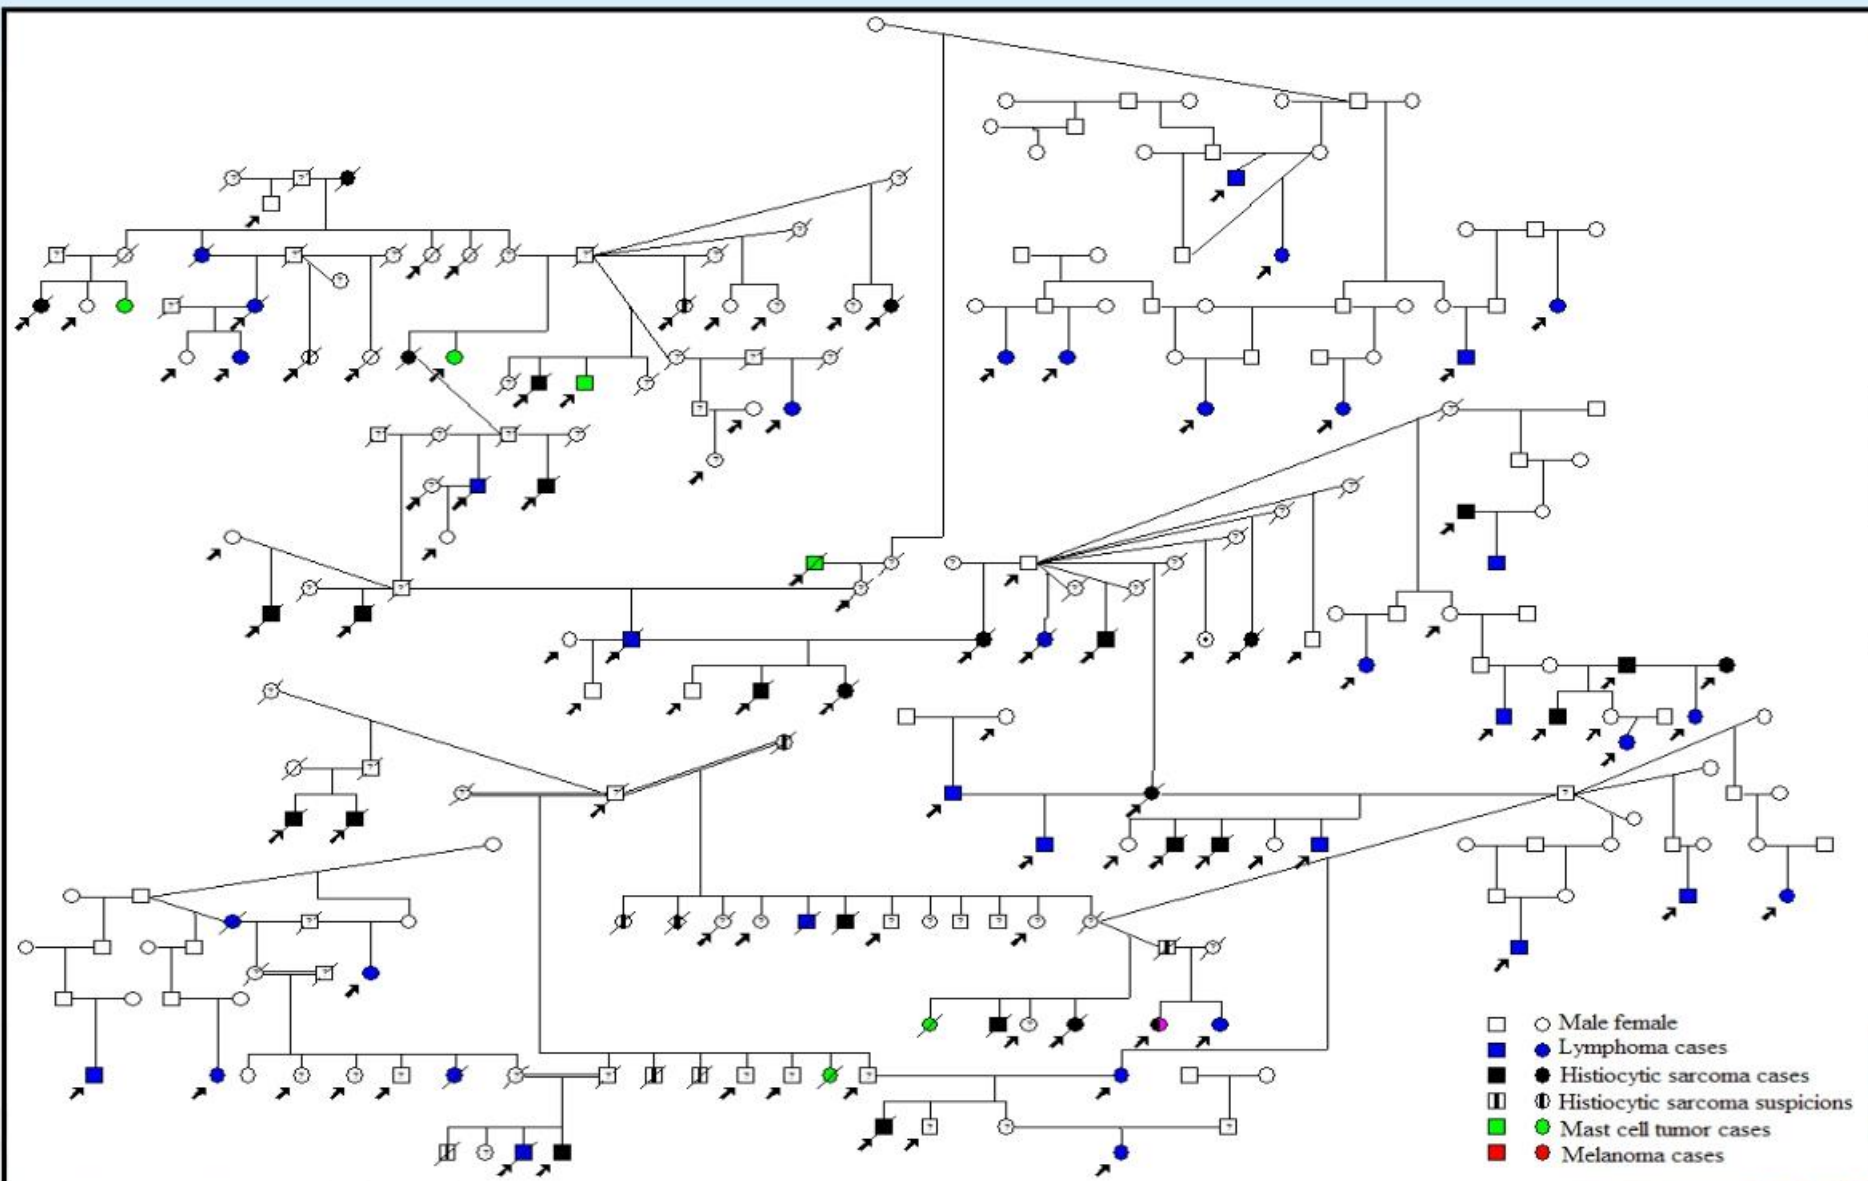 Male female
Lymphoma cases
Histiocytic sarcoma cases
Histiocytic sarcoma suspicions
Mast cell tumor cases
Melanoma cases